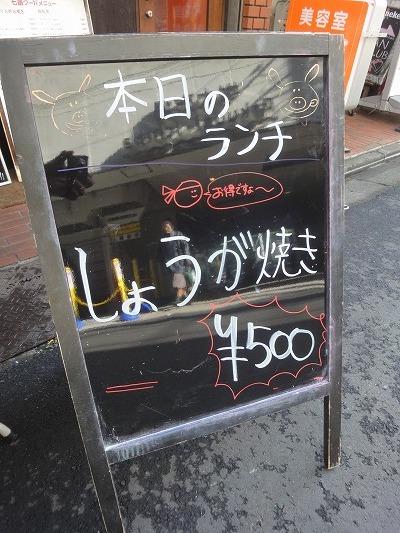 美容室
本日の
ランチ
お得ですよ〜
しょうが焼き
¥500